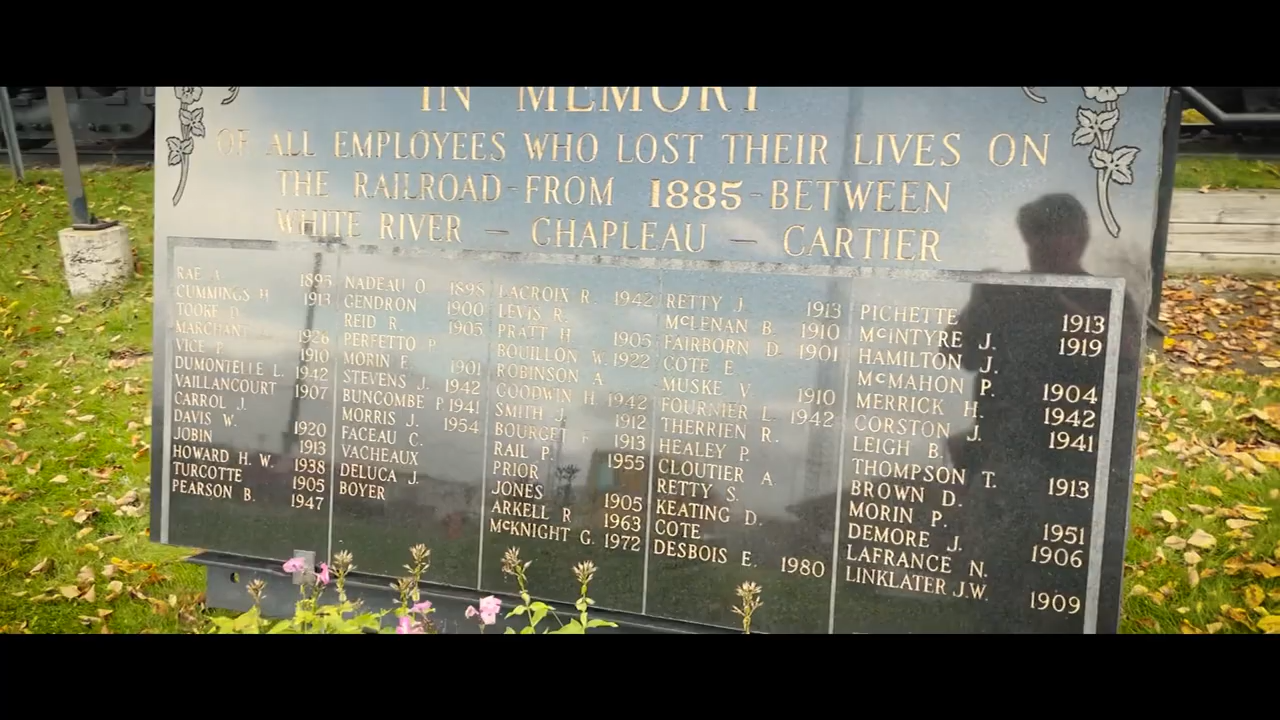 IN MEMORY
OF ALL EMPLOYEES WHO LOST THEIR LIVES ON
THE RAILROAD - FROM 1885 - BETWEEN
WHITE RIVER — CHAPLEAU — CARTIER
RAE A. 1895
CUMMINGS H 1913
TOOKE D.
MARCHANT 1926
VICE P. 1910
DUMONTELLE L. 1942
VAILLANCOURT 1907
CARROL J.
DAVIS W. 1920
JOBIN 1913
HOWARD H. W. 1938
TURCOTTE 1905
PEARSON B. 1947
NADEAU O. 1898
GENDRON 1900
REID R. 1905
PERFETTO P.
MORIN E. 1901
STEVENS J. 1942
BUNCOMBE P. 1941
MORRIS J. 1954
FACEAU C.
VACHEAUX
DELUCA J.
BOYER
LACROIX R. 1942
LEVIS R.
PRATT H. 1905
BOUILLON W. 1922
ROBINSON A.
GOODWIN H. 1942
SMITH J. 1912
BOURGET F. 1913
RAIL P. 1955
PRIOR
JONES 1905
ARKELL R 1963
McKNIGHT G. 1972
RETTY J. 1913
McLENAN B. 1910
FAIRBORN D. 1901
COTE E.
MUSKE V. 1910
FOURNIER L. 1942
THERRIEN R.
HEALEY P.
CLOUTIER A
RETTY S.
KEATING D.
COTE
DESBOIS E. 1980
PICHETTE 1913
McINTYRE J. 1919
HAMILTON J.
McMAHON P. 1904
MERRICK H. 1942
CORSTON J. 1941
LEIGH B.
THOMPSON T. 1913
BROWN D.
MORIN P. 1951
DEMORE J. 1906
LAFRANCE N.
LINKLATER J.W. 1909